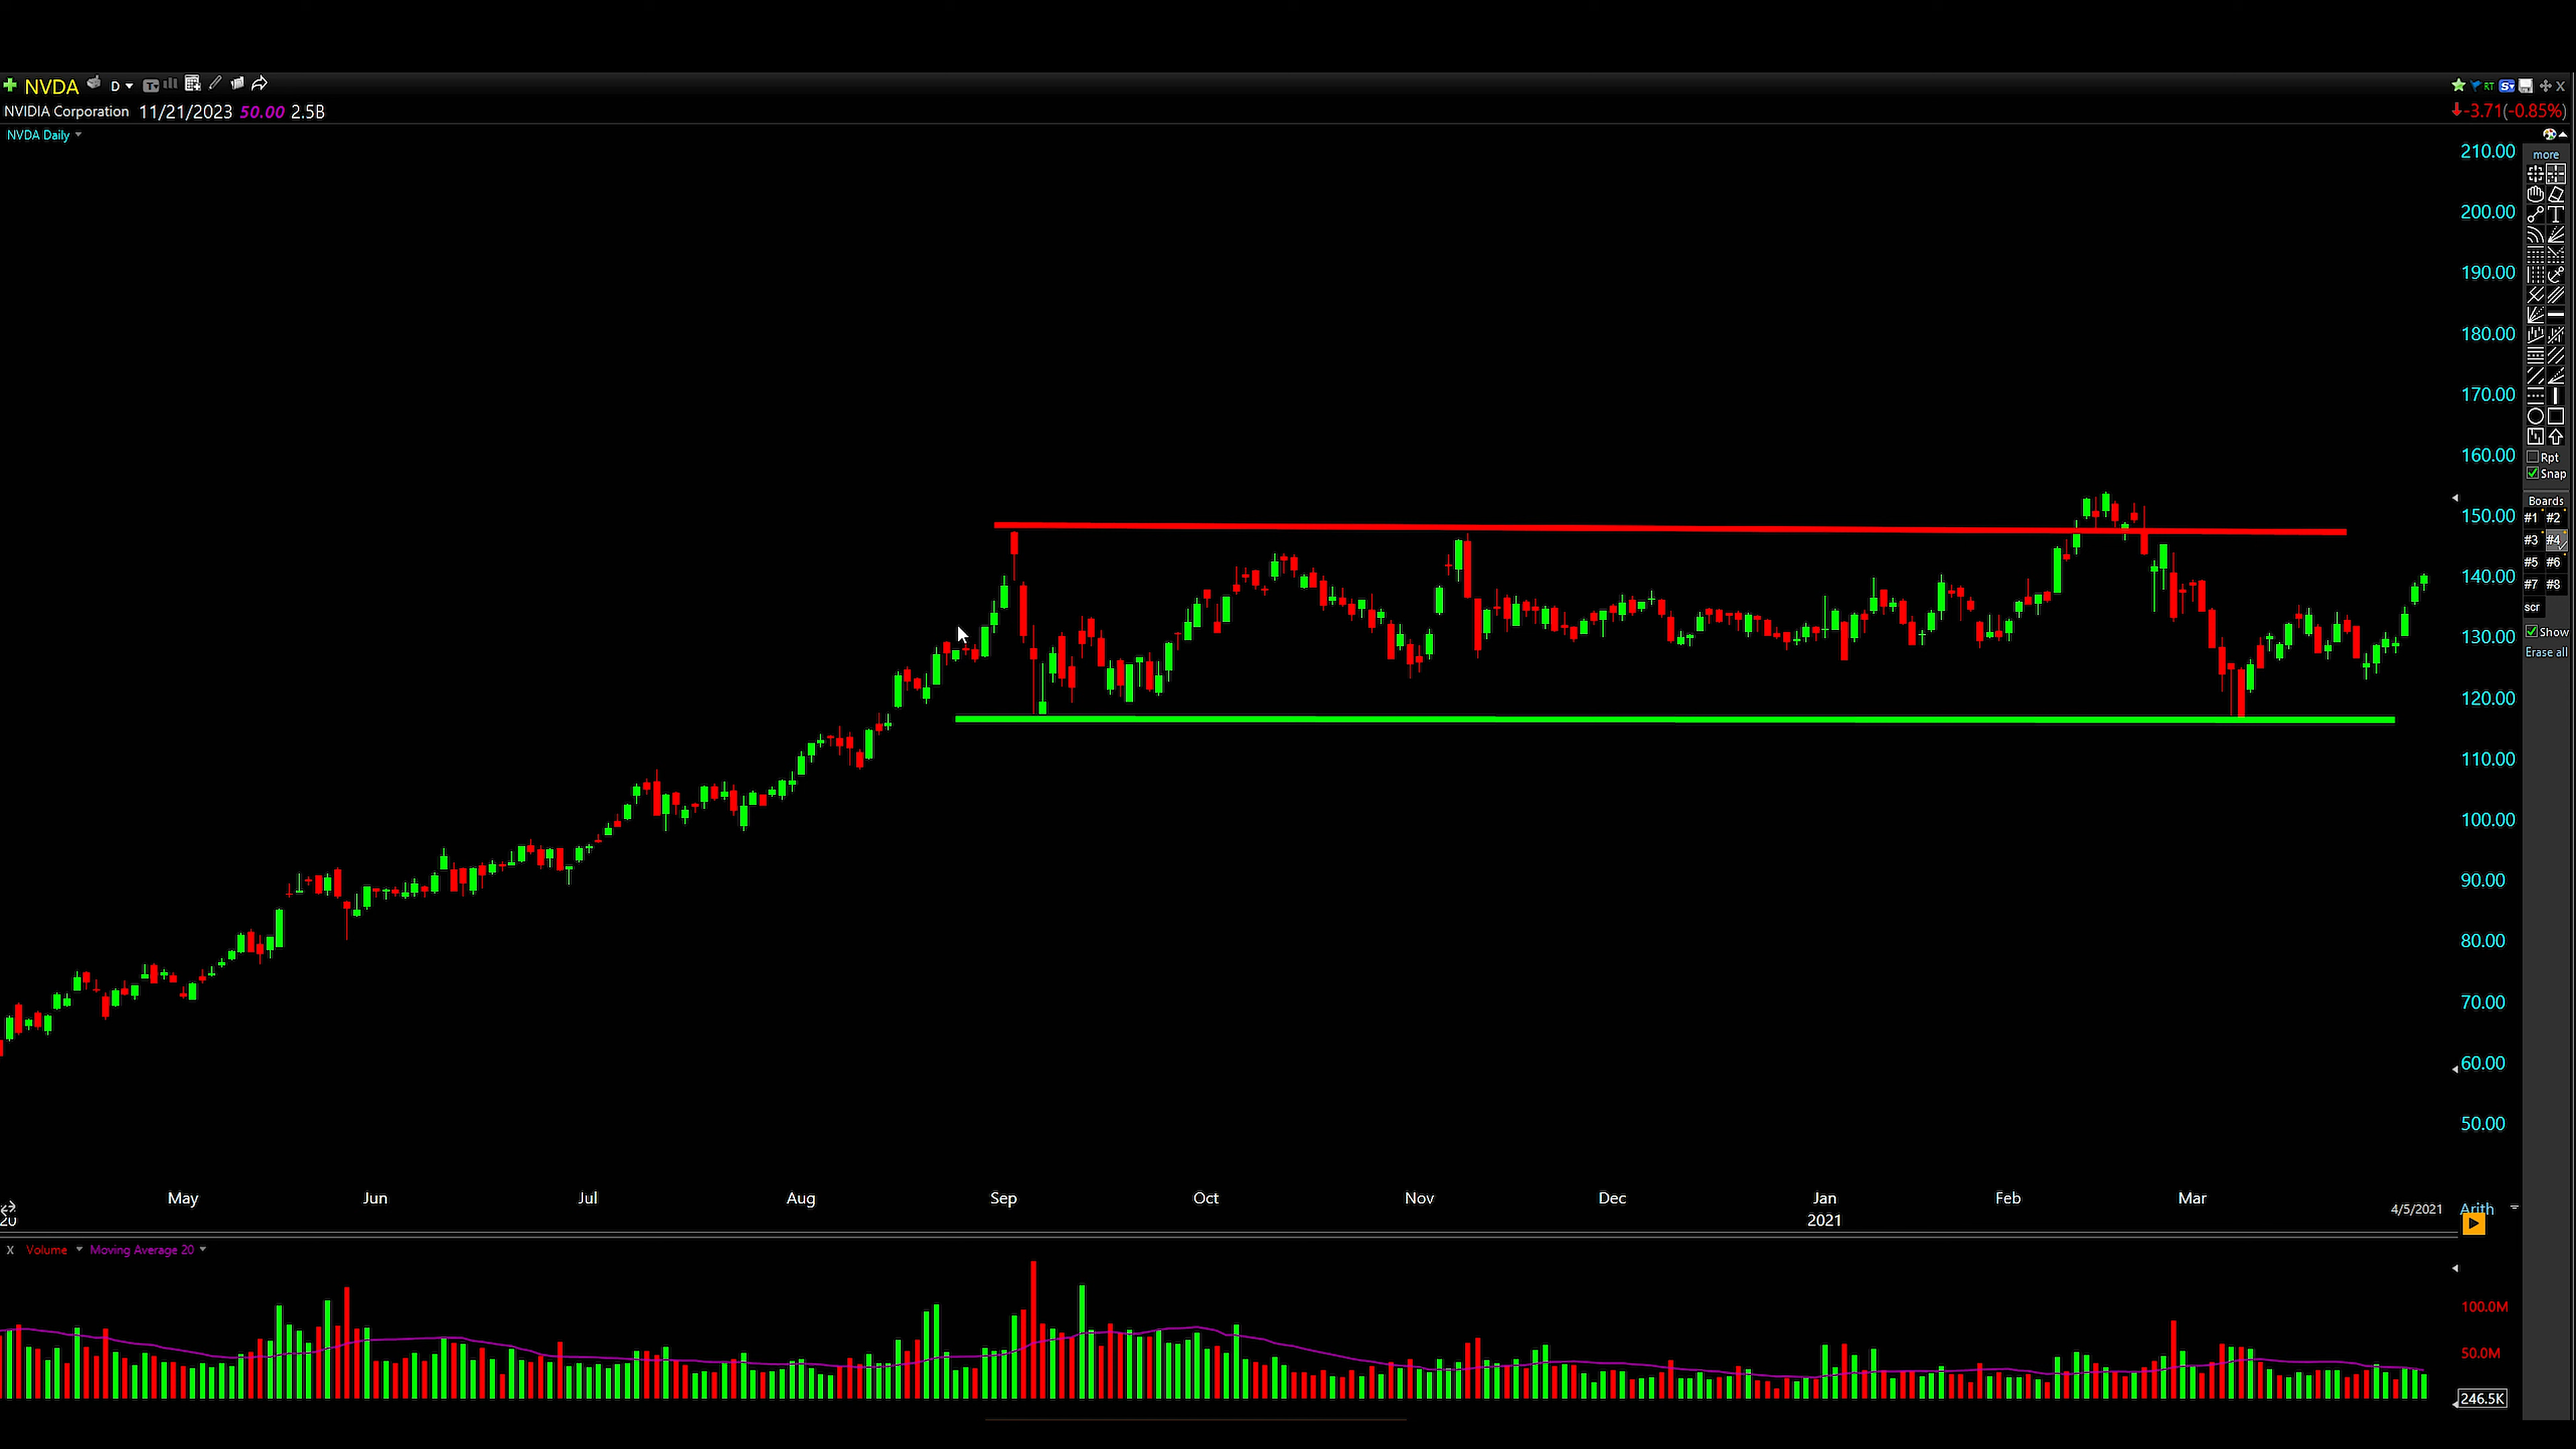 NVDA D
NVIDIA Corporation 11/21/2023 50.00 2.5B
RT
-3.71(-0.85%)
NVDA Daily
210.00
200.00
190.00
180.00
170.00
160.00
150.00
140.00
130.00
120.00
110.00
100.00
90.00
80.00
70.00
60.00
50.00
more
Rpt
Snap
Boards
#1 #2
#3 #4
#5 #6
#7 #8
scr
Show
Erase all
May Jun Jul Aug Sep Oct Nov Dec Jan Feb Mar
20 2021 4/5/2021 Arith
X Volume Moving Average 20
100.0M
50.0M
246.5K